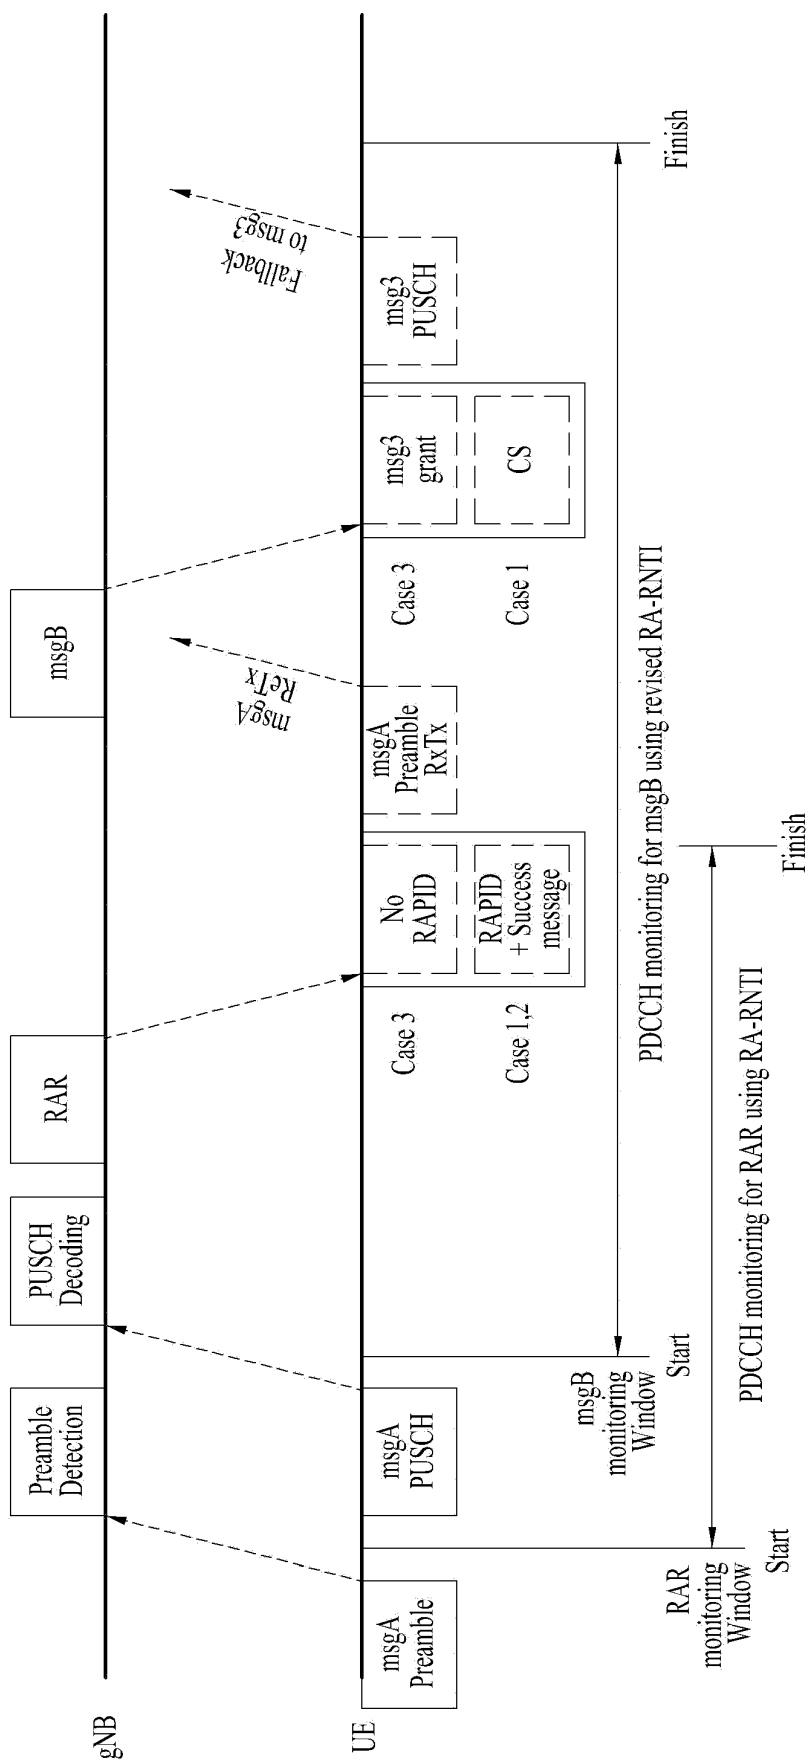 gNB
Preamble
Detection
PUSCH
Decoding
RAR
msgB
msgA
ReTx
Fallback
to msg3
UE
msgA
Preamble
msgA
PUSCH
Case 3
No
RAPID
Case 1,2
RAPID
+ Success
message
msgA
Preamble
RxTx
Case 3
msg3
grant
Case 1
CS
msg3
PUSCH
msgB
monitoring
Window
Start
PDCCH monitoring for msgB using revised RA-RNTI
Finish
RAR
monitoring
Window
Start
PDCCH monitoring for RAR using RA-RNTI
Finish